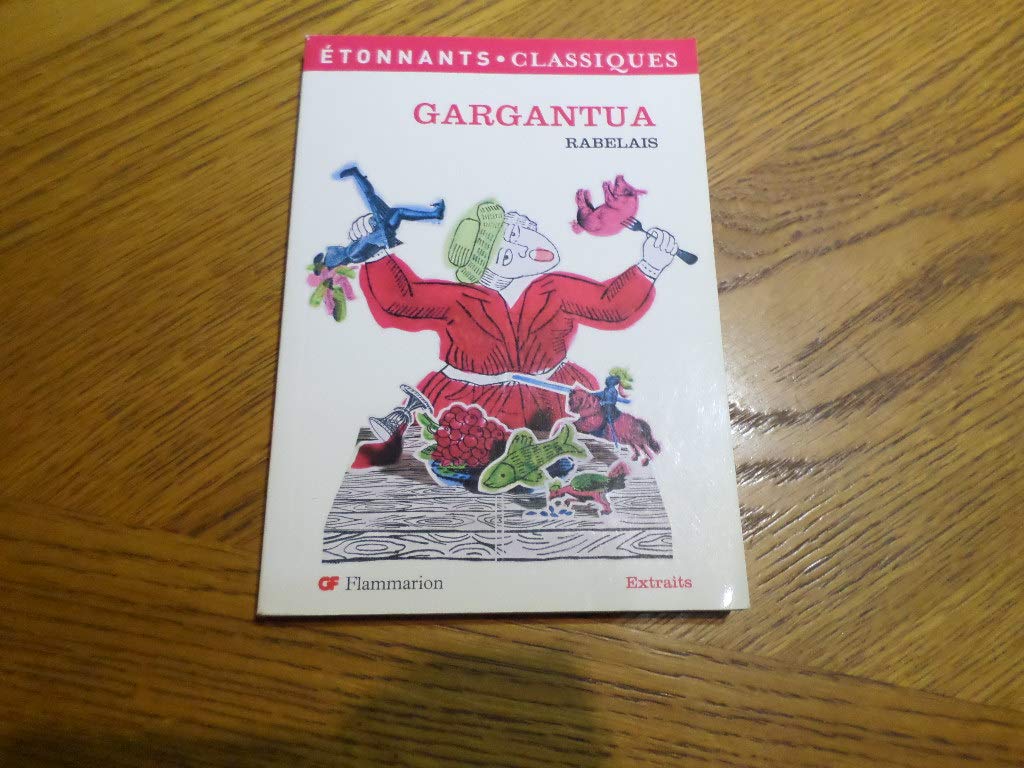 ÉTONNANTS • CLASSIQUES
GARGANTUA
RABELAIS
GF Flammarion
Extraits